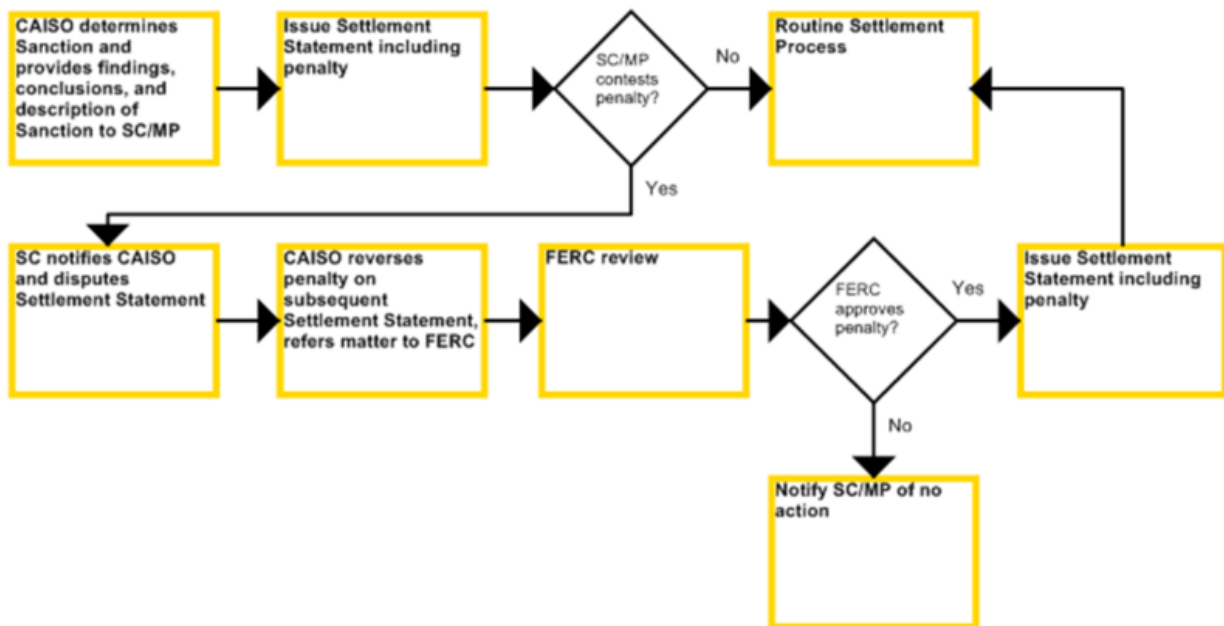 CAISO determines
Sanction and
provides findings,
conclusions, and
description of
Sanction to SC/MP
Issue Settlement
Statement including
penalty
SC/MP
contests
penalty?
No
Routine Settlement
Process
Yes
SC notifies CAISO
and disputes
Settlement Statement
CAISO reverses
penalty on
subsequent
Settlement Statement,
refers matter to FERC
FERC review
FERC
approves
penalty?
Yes
Issue Settlement
Statement including
penalty
No
Notify SC/MP of no
action